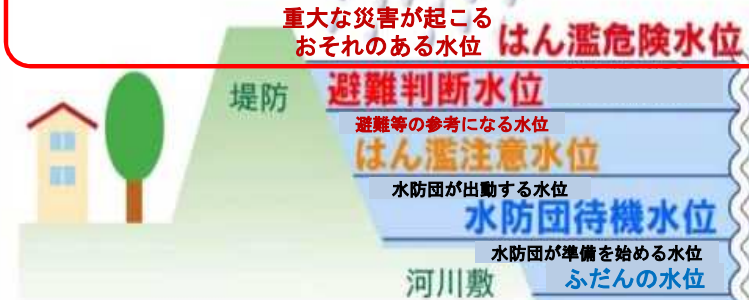 重大な災害が起こる
おそれのある水位
はん濫危険水位
堤防
避難判断水位
避難等の参考になる水位
はん濫注意水位
水防団が出動する水位
水防団待機水位
水防団が準備を始める水位
河川敷
ふだんの水位